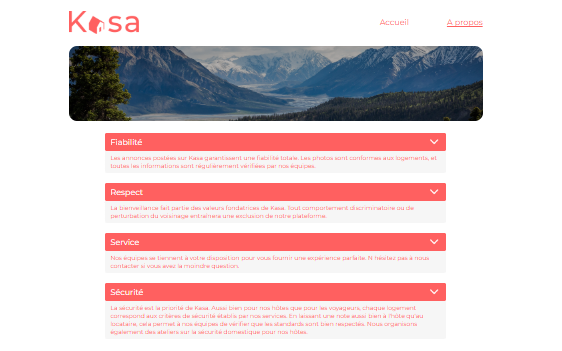 Kasa
Accueil
A propos
Fiabilité
Les annonces postées sur Kasa garantissent une fiabilité totale. Les photos sont conformes aux logements, et
toutes les informations sont régulièrement vérifiées par nos équipes.
Respect
La bienveillance fait partie des valeurs fondatrices de Kasa. Tout comportement discriminatoire ou de
perturbation du voisinage entraînera une exclusion de notre plateforme.
Service
Nos équipes se tiennent à votre disposition pour vous fournir une expérience parfaite. N'hésitez pas à nous
contacter si vous avez la moindre question.
Sécurité
La sécurité est la priorité de Kasa. Aussi bien pour nos hôtes que pour les voyageurs, chaque logement
correspond aux critères de sécurité établis par nos services. En laissant une note aussi bien à l'hôte qu'au
locataire, cela permet à nos équipes de vérifier que les standards sont bien respectés. Nous organisons
également des ateliers sur la sécurité domestique pour nos hôtes.